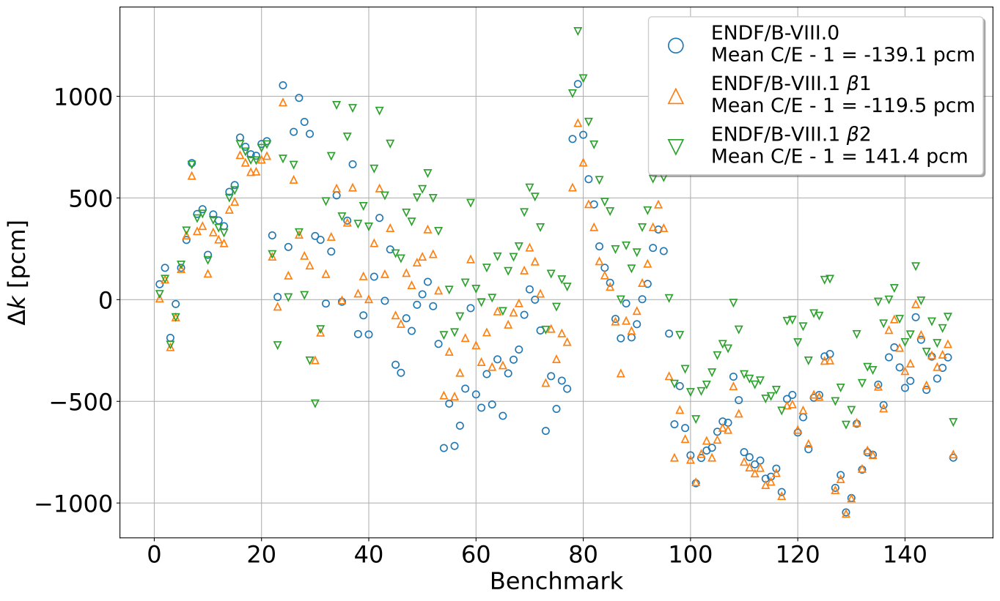 ENDF/B-VIII.0
Mean C/E - 1 = -139.1 pcm
ENDF/B-VIII.1 β1
Mean C/E - 1 = -119.5 pcm
ENDF/B-VIII.1 β2
Mean C/E - 1 = 141.4 pcm
Δk [pcm]
1000
500
0
−500
−1000
0 20 40 60 80 100 120 140
Benchmark